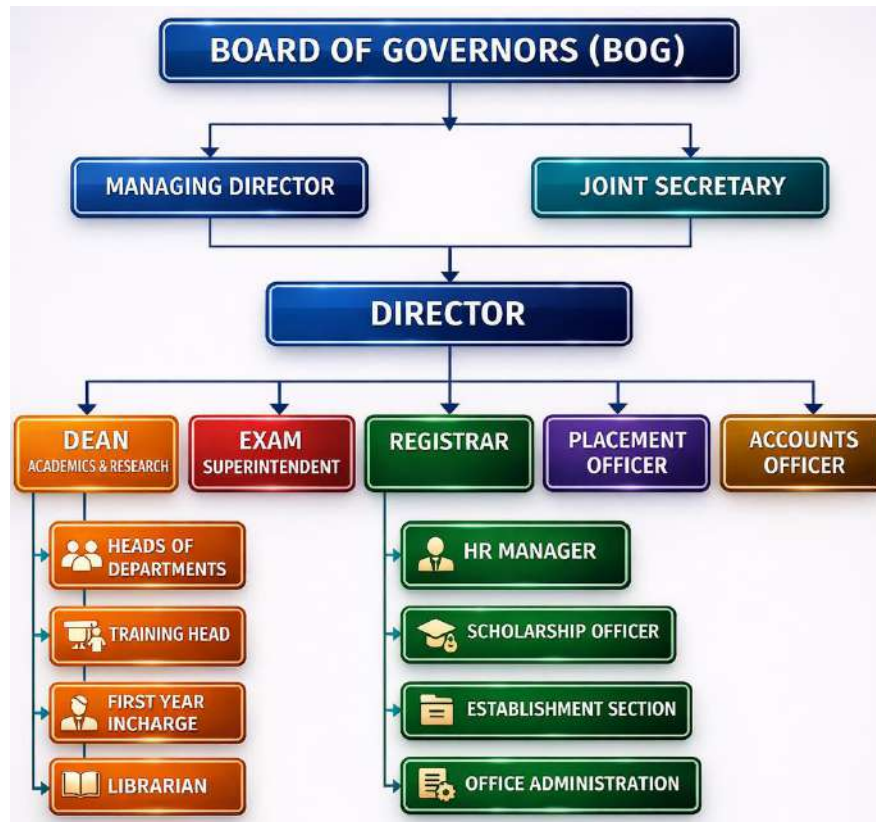 BOARD OF GOVERNORS (BOG)
MANAGING DIRECTOR
JOINT SECRETARY
DIRECTOR
DEAN
ACADEMICS & RESEARCH
EXAM
SUPERINTENDENT
REGISTRAR
PLACEMENT
OFFICER
ACCOUNTS
OFFICER
HEADS OF
DEPARTMENTS
TRAINING HEAD
FIRST YEAR
INCHARGE
LIBRARIAN
HR MANAGER
SCHOLARSHIP OFFICER
ESTABLISHMENT SECTION
OFFICE ADMINISTRATION